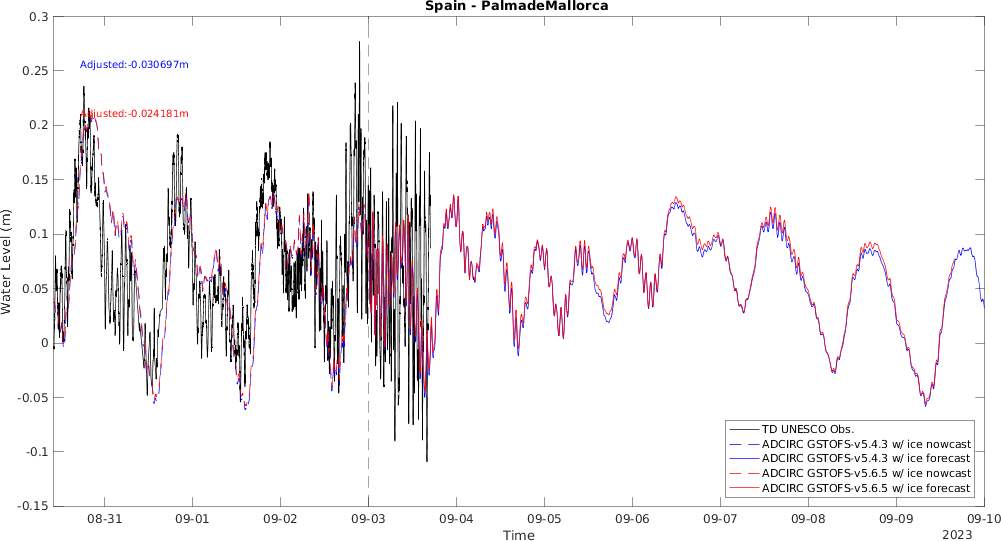 Spain - PalmadeMallorca
0.3
0.25
0.2
0.15
0.1
0.05
0
-0.05
-0.1
-0.15
Water Level (m)
Adjusted:-0.030697m
Adjusted:-0.024181m
TD UNESCO Obs.
ADCIRC GSTOFS-v5.4.3 w/ ice nowcast
ADCIRC GSTOFS-v5.4.3 w/ ice forecast
ADCIRC GSTOFS-v5.6.5 w/ ice nowcast
ADCIRC GSTOFS-v5.6.5 w/ ice forecast
08-31 09-01 09-02 09-03 09-04 09-05 09-06 09-07 09-08 09-09 09-10
Time
2023